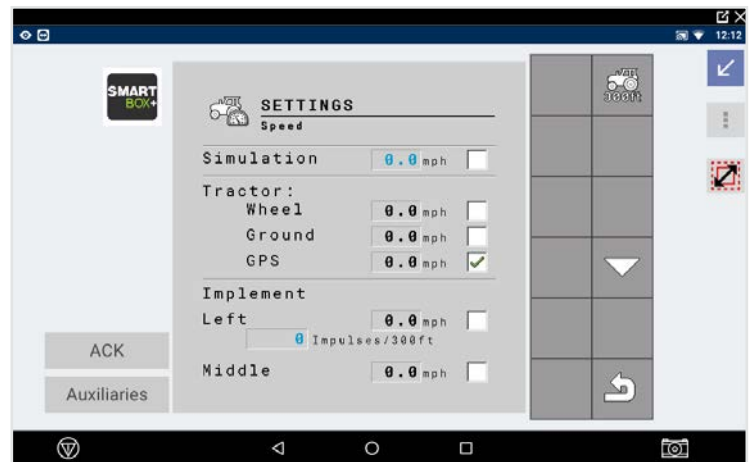 12:12
SMART
BOX+
SETTINGS
Speed
300ft
Simulation 0.0 mph
Tractor:
Wheel 0.0 mph
Ground 0.0 mph
GPS 0.0 mph
Implement
Left 0.0 mph
0 Impulses/300ft
Middle 0.0 mph
ACK
Auxiliaries